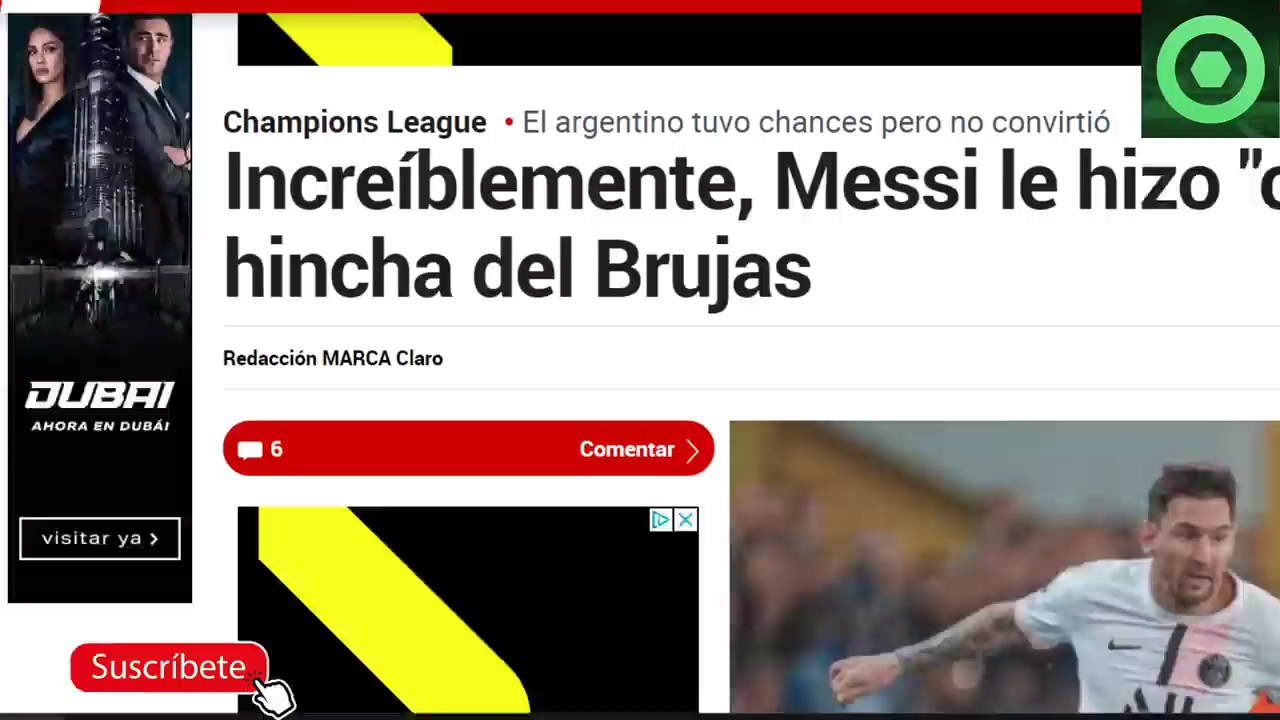 Champions League • El argentino tuvo chances pero no convirtió
Increíblemente, Messi le hizo "
hincha del Brujas
Redacción MARCA Claro
6
Comentar
DUBAI
AHORA EN DUBÁI
visitar ya
Suscríbete